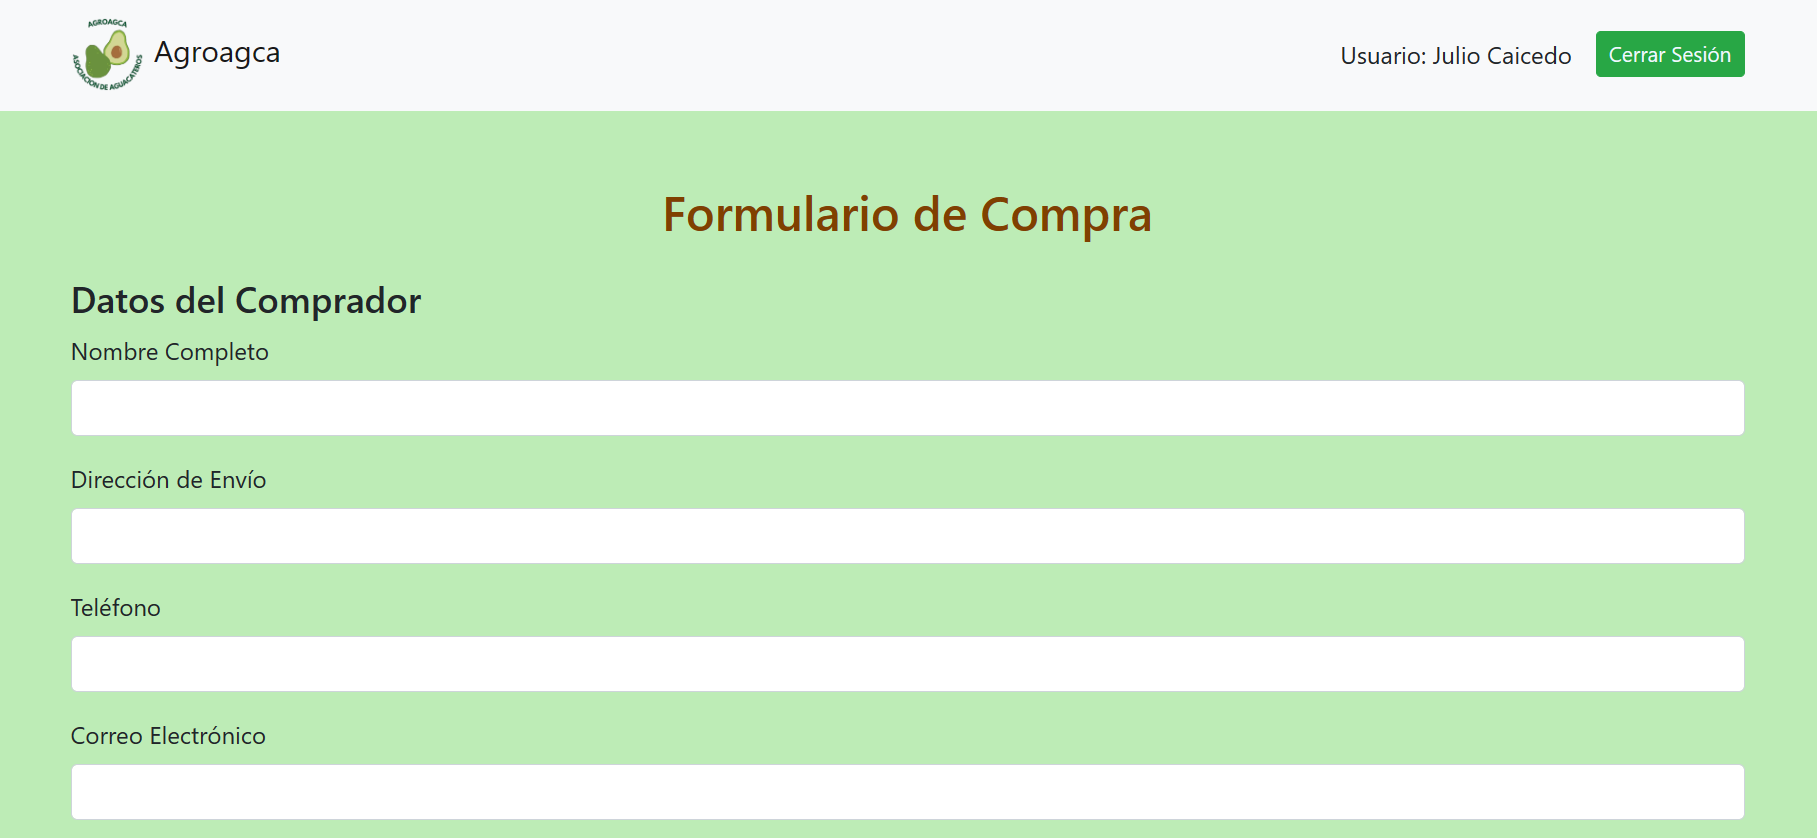 AGROAGCA
ASOCIACION DE AGUACATEROS
Agroagca
Usuario: Julio Caicedo
Cerrar Sesión
Formulario de Compra
Datos del Comprador
Nombre Completo
Dirección de Envío
Teléfono
Correo Electrónico